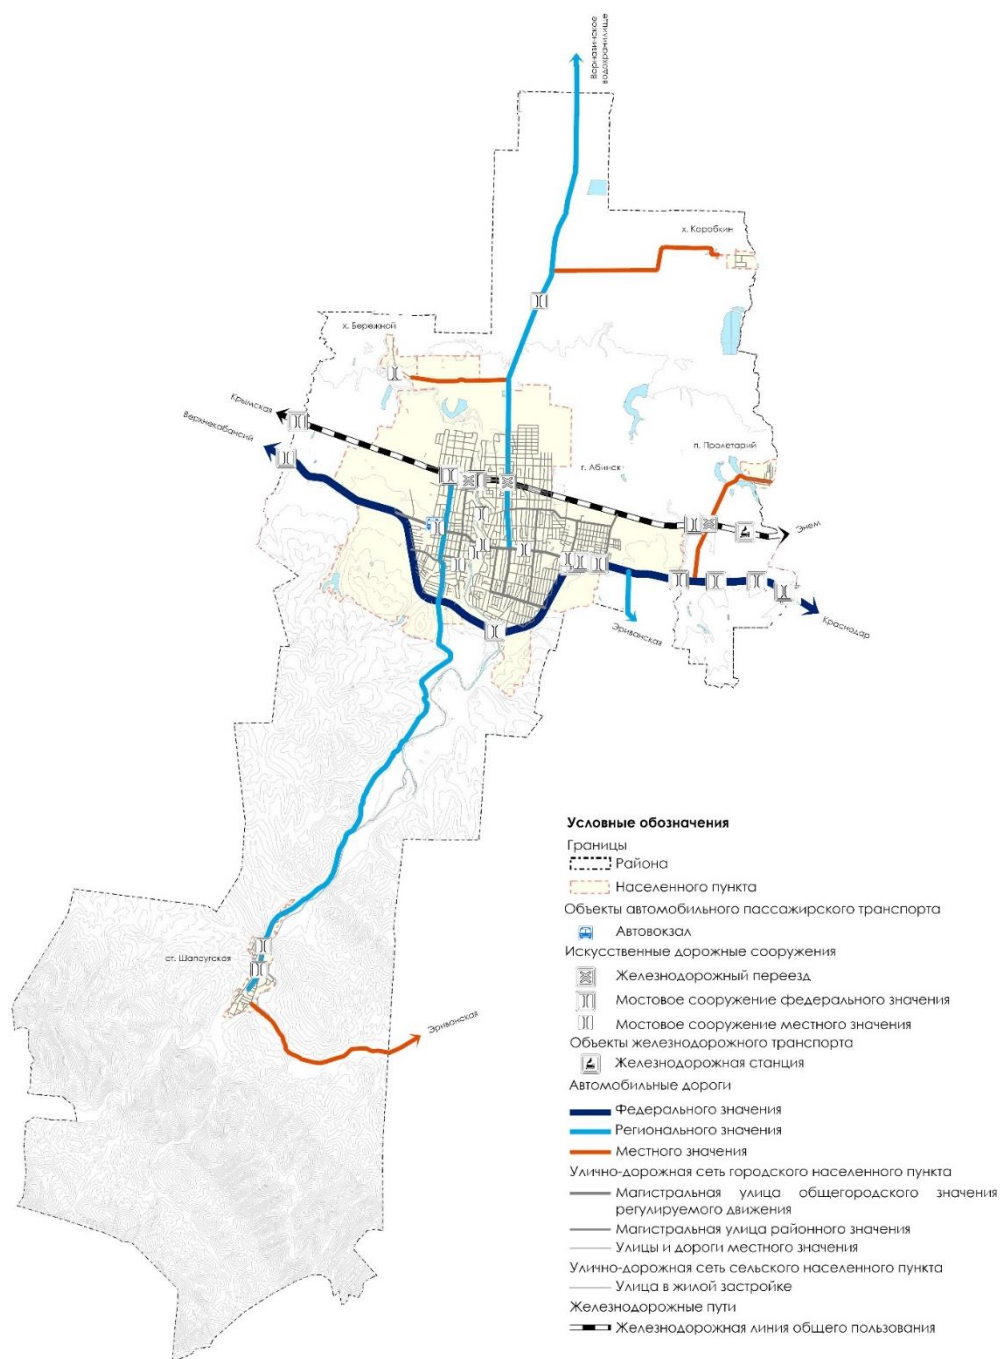 Варнавинское
водохранилище
х. Коробкин
х. Бережной
Крымская
Верхнебаканский
г. Абинск
п. Пролетарий
Энем
Краснодар
Эриванская
ст. Шапсугская
Эриванская
Условные обозначения
Границы
Района
Населенного пункта
Объекты автомобильного пассажирского транспорта
Автовокзал
Искусственные дорожные сооружения
Железнодорожный переезд
Мостовое сооружение федерального значения
Мостовое сооружение местного значения
Объекты железнодорожного транспорта
Железнодорожная станция
Автомобильные дороги
Федерального значения
Регионального значения
Местного значения
Улично-дорожная сеть городского населенного пункта
Магистральная улица общегородского значения
регулируемого движения
Магистральная улица районного значения
Улицы и дороги местного значения
Улично-дорожная сеть сельского населенного пункта
Улица в жилой застройке
Железнодорожные пути
Железнодорожная линия общего пользования